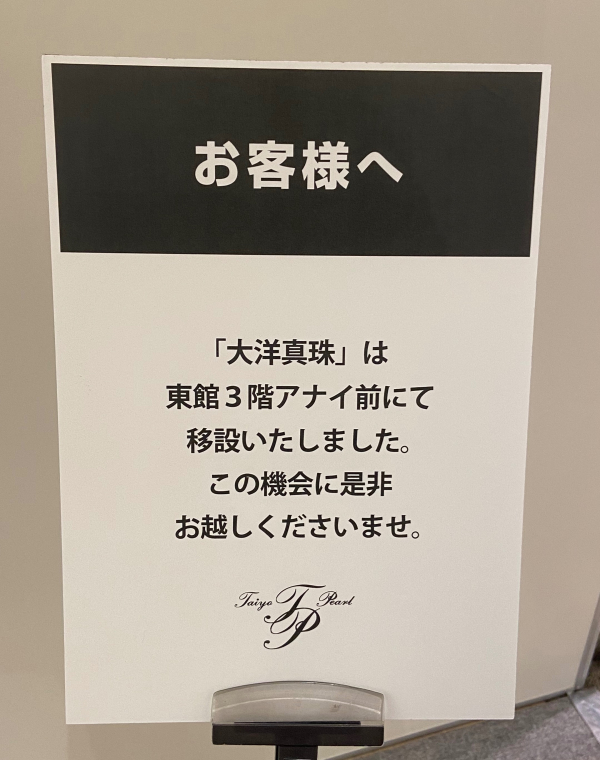 お客様へ
「大洋真珠」は
東館３階アナイ前にて
移設いたしました。
この機会に是非
お越しくださいませ。
Taiyo TP Pearl